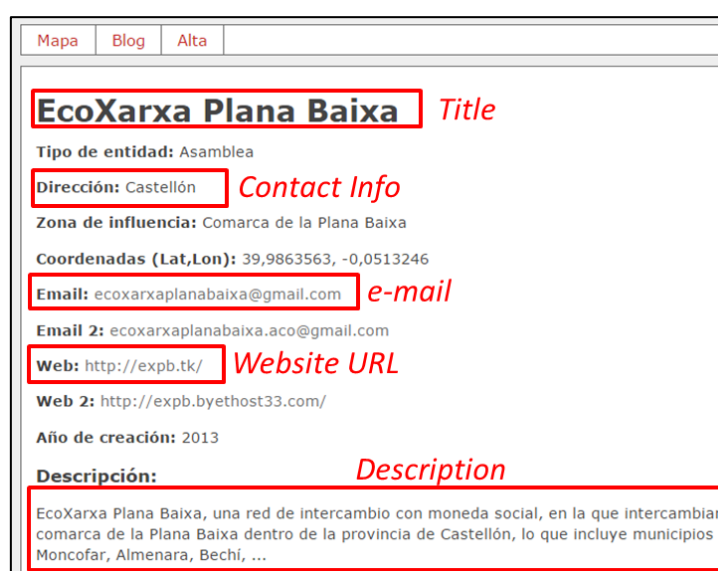 Mapa Blog Alta
EcoXarxa Plana Baixa Title
Tipo de entidad: Asamblea
Dirección: Castellón Contact Info
Zona de influencia: Comarca de la Plana Baixa
Coordenadas (Lat,Lon): 39,9863563, -0,0513246
Email: ecoxarxaplanabaixa@gmail.com e-mail
Email 2: ecoxarxaplanabaixa.aco@gmail.com
Web: http://expb.tk/ Website URL
Web 2: http://expb.byethost33.com/
Año de creación: 2013
Descripción: Description
EcoXarxa Plana Baixa, una red de intercambio con moneda social, en la que intercambiar
comarca de la Plana Baixa dentro de la provincia de Castellón, lo que incluye municipios
Moncofar, Almenara, Bechí, ...